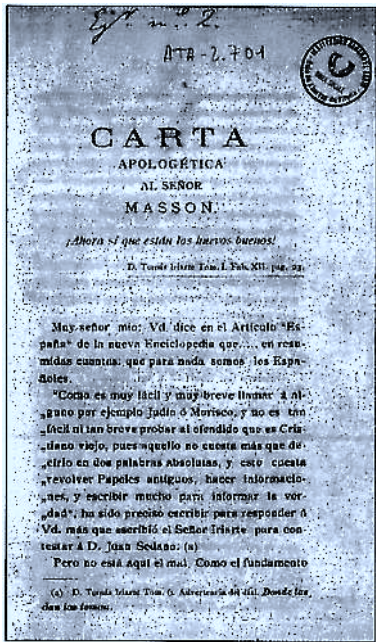 Ejr. nº 2.
ATA-2.701
CARTA
APOLOGÉTICA
AL SEÑOR
MASSON.
¡Ahora sí que están los huevos buenos!
D. Tomás Iriarte Tom. I. Fab. XII. pag. 23.
Muy señor mio: Vd dice en el Artículo "Es-
paña" de la nueva Enciclopedia que.... en resu-
midas cuentas: que para nada somos los Espa-
ñoles.
"Como es muy fácil y muy breve llamar á al-
„guno por ejemplo Judio ó Morisco, y no es tan
„fácil ni tan breve probar al ofendido que es Cris-
„tiano viejo, pues aquello no cuesta más que de-
„cirlo en dos palabras absolutas, y esto cuesta
„revolver Papeles antiguos, hacer informacio-
„nes, y escribir mucho para informar la ver-
„dad", ha sido preciso escribir para responder á
Vd. más que escribió el Señor Iriarte para con-
testar á D. Juan Sedano: (a)
Pero no está aquí el mal. Como el fundamento
(a) D. Tomás Iriarte Tom. 6. Advertencia del dial. Donde las
dan las toman.